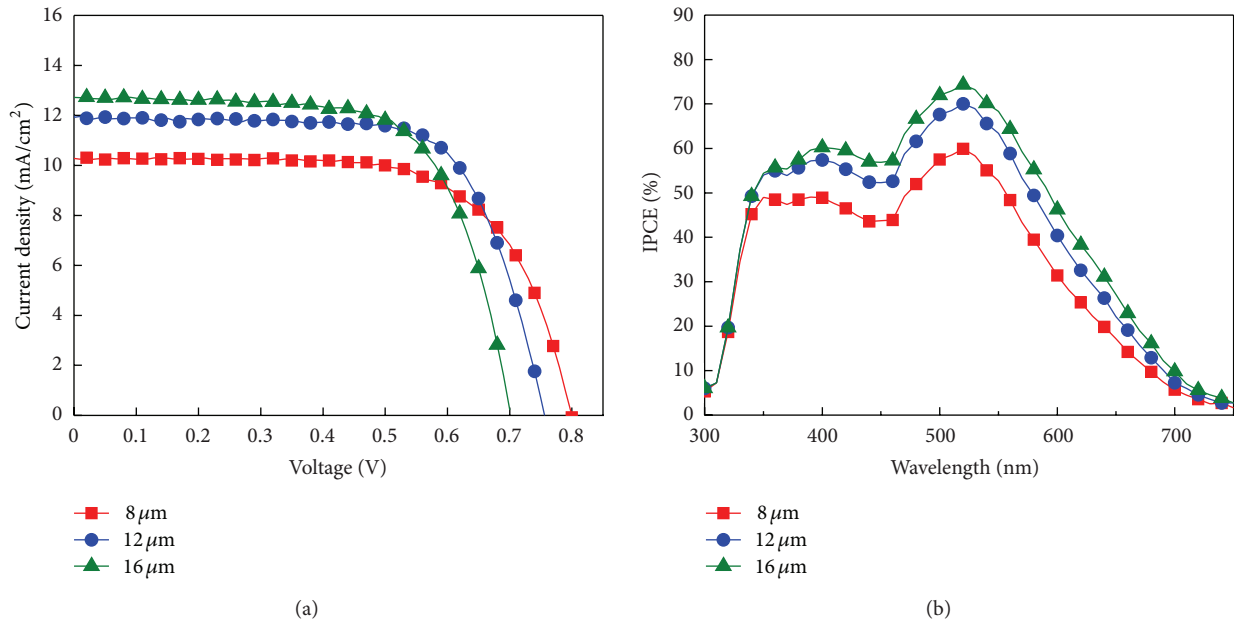 16
14
12
10
8
6
4
2
0
Current density (mA/cm²)
0 0.1 0.2 0.3 0.4 0.5 0.6 0.7 0.8
Voltage (V)
8 μm
12 μm
16 μm
(a)
90
80
70
60
50
40
30
20
10
0
IPCE (%)
300 400 500 600 700
Wavelength (nm)
8 μm
12 μm
16 μm
(b)